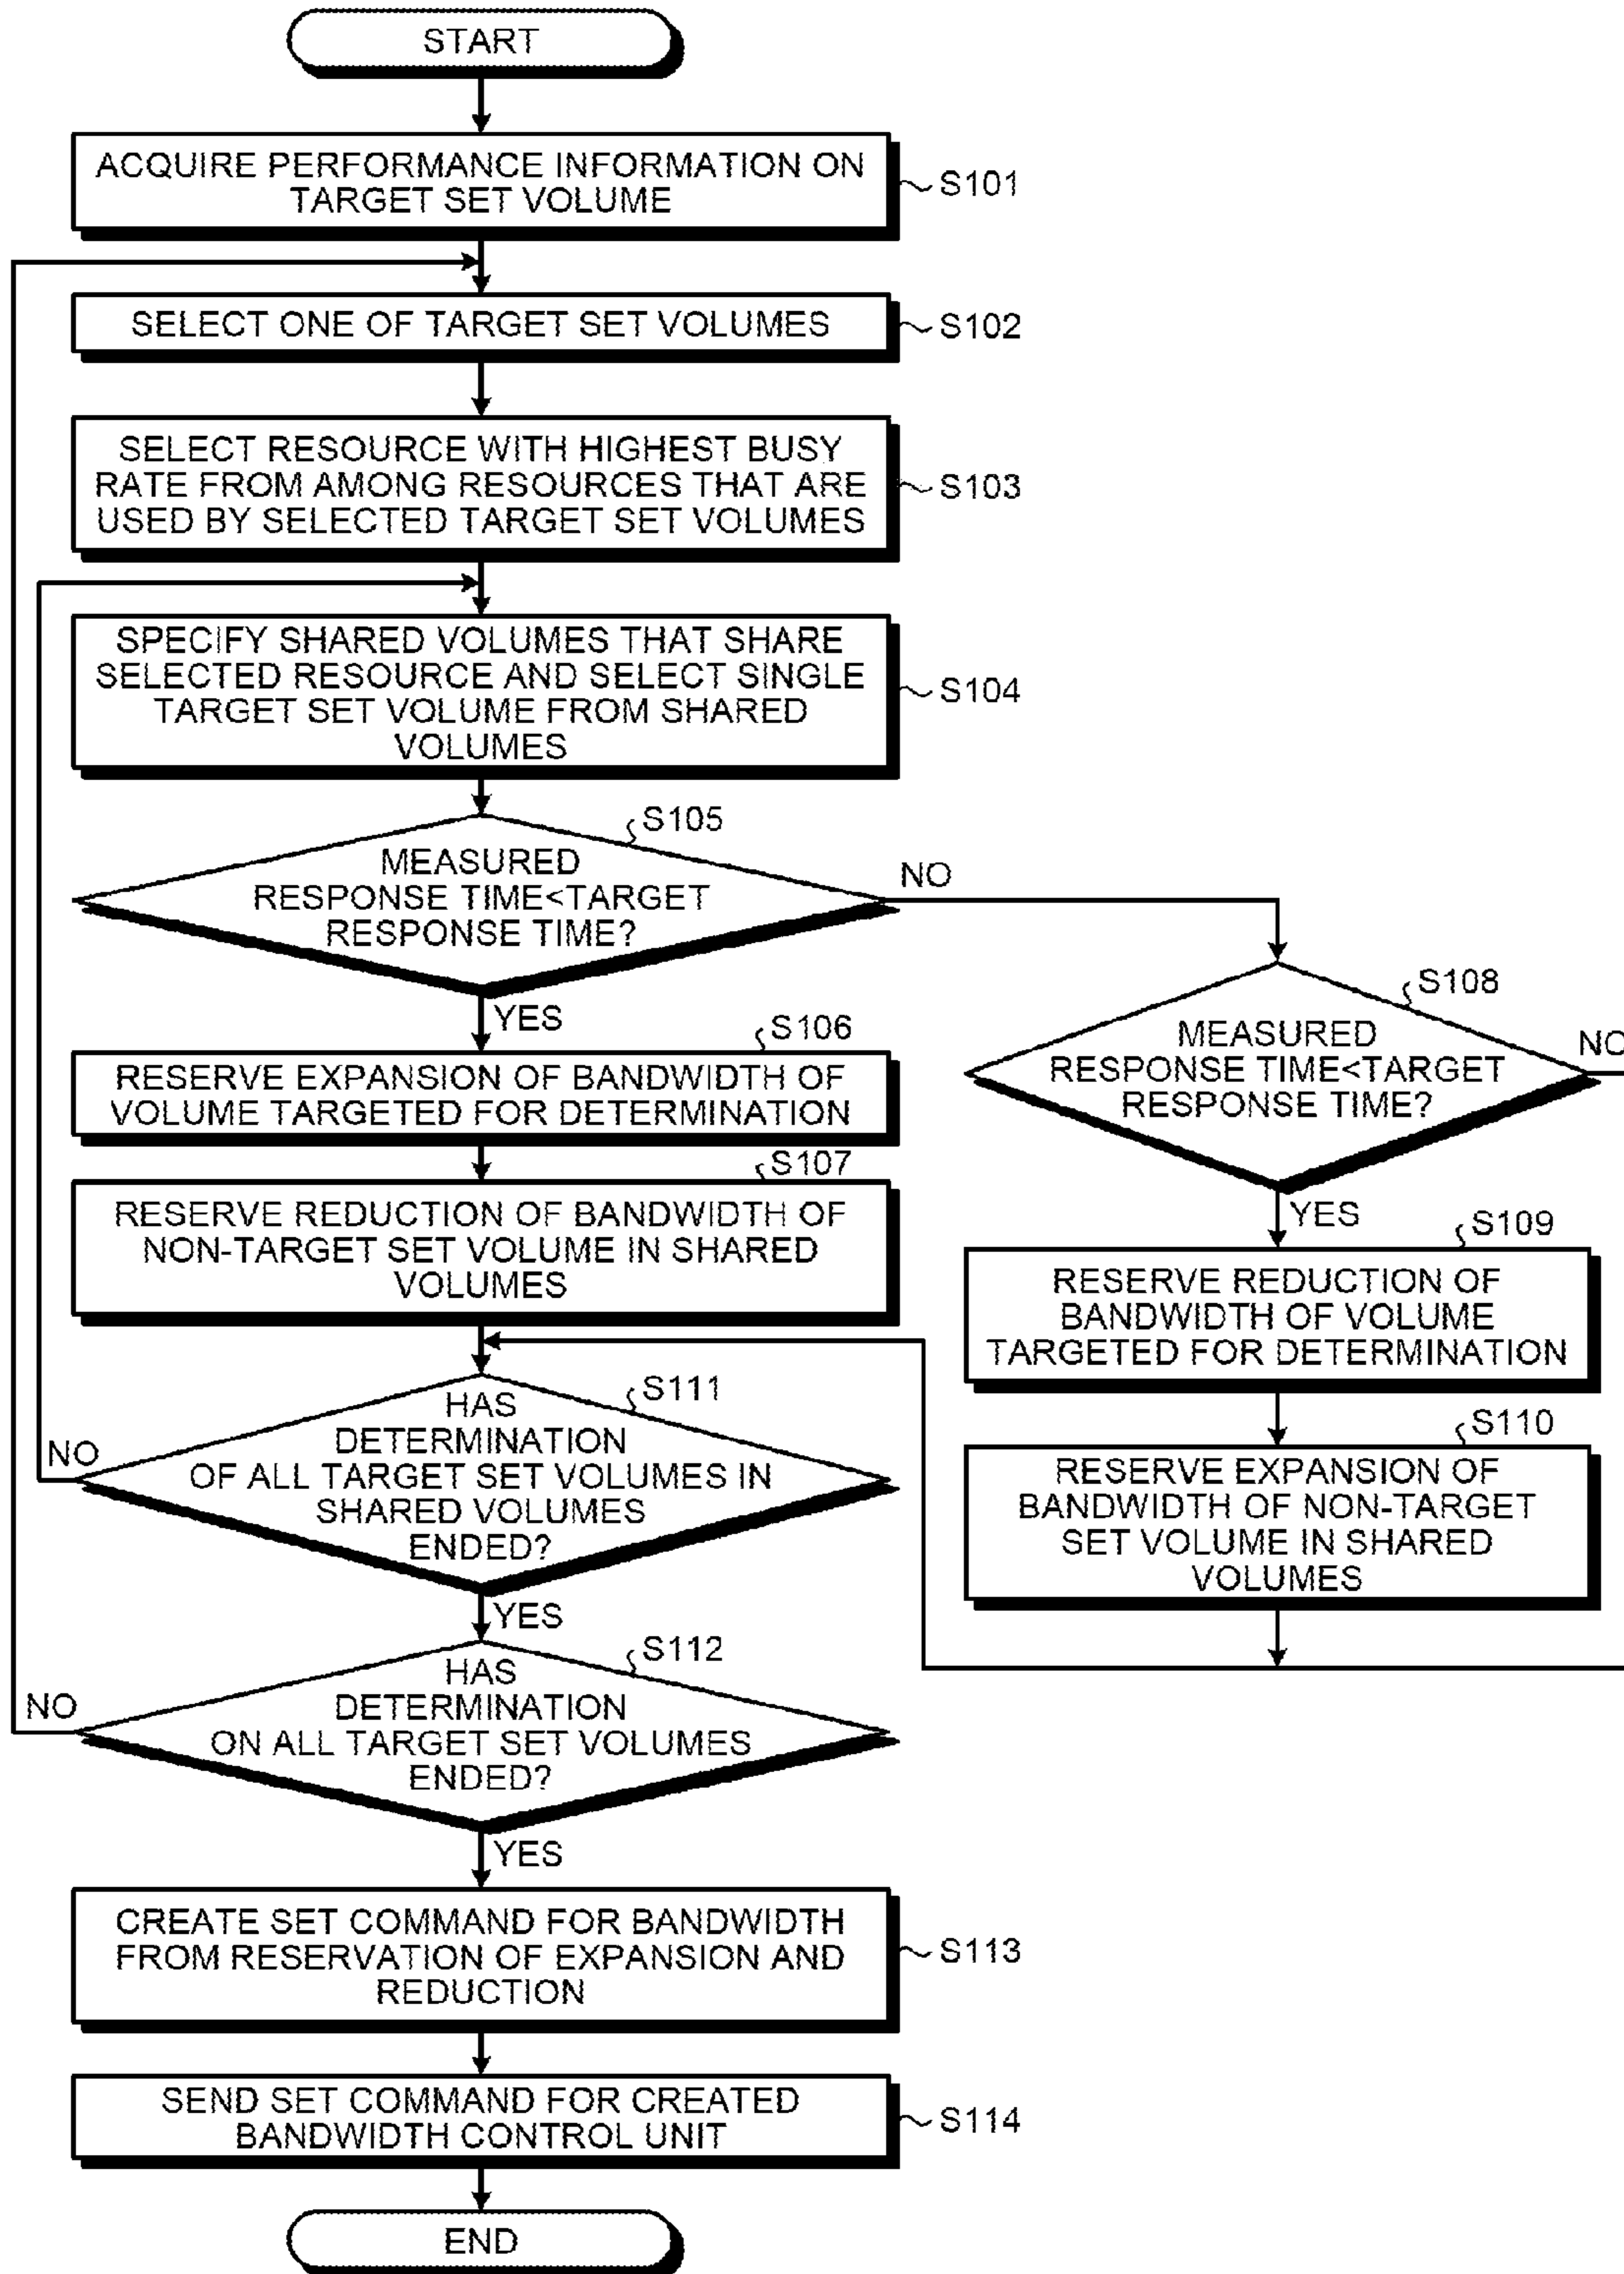 START
ACQUIRE PERFORMANCE INFORMATION ON
TARGET SET VOLUME
S101
SELECT ONE OF TARGET SET VOLUMES
S102
SELECT RESOURCE WITH HIGHEST BUSY
RATE FROM AMONG RESOURCES THAT ARE
USED BY SELECTED TARGET SET VOLUMES
S103
SPECIFY SHARED VOLUMES THAT SHARE
SELECTED RESOURCE AND SELECT SINGLE
TARGET SET VOLUME FROM SHARED
VOLUMES
S104
S105
MEASURED
RESPONSE TIME<TARGET
RESPONSE TIME?
NO
YES
S106
RESERVE EXPANSION OF BANDWIDTH OF
VOLUME TARGETED FOR DETERMINATION
S107
RESERVE REDUCTION OF BANDWIDTH OF
NON-TARGET SET VOLUME IN SHARED
VOLUMES
S108
MEASURED
RESPONSE TIME<TARGET
RESPONSE TIME?
NO
YES
S109
RESERVE REDUCTION OF
BANDWIDTH OF VOLUME
TARGETED FOR DETERMINATION
S110
RESERVE EXPANSION OF
BANDWIDTH OF NON-TARGET
SET VOLUME IN SHARED
VOLUMES
S111
HAS
DETERMINATION
OF ALL TARGET SET VOLUMES IN
SHARED VOLUMES
ENDED?
NO
YES
S112
HAS
DETERMINATION
ON ALL TARGET SET VOLUMES
ENDED?
NO
YES
CREATE SET COMMAND FOR BANDWIDTH
FROM RESERVATION OF EXPANSION AND
REDUCTION
S113
SEND SET COMMAND FOR CREATED
BANDWIDTH CONTROL UNIT
S114
END